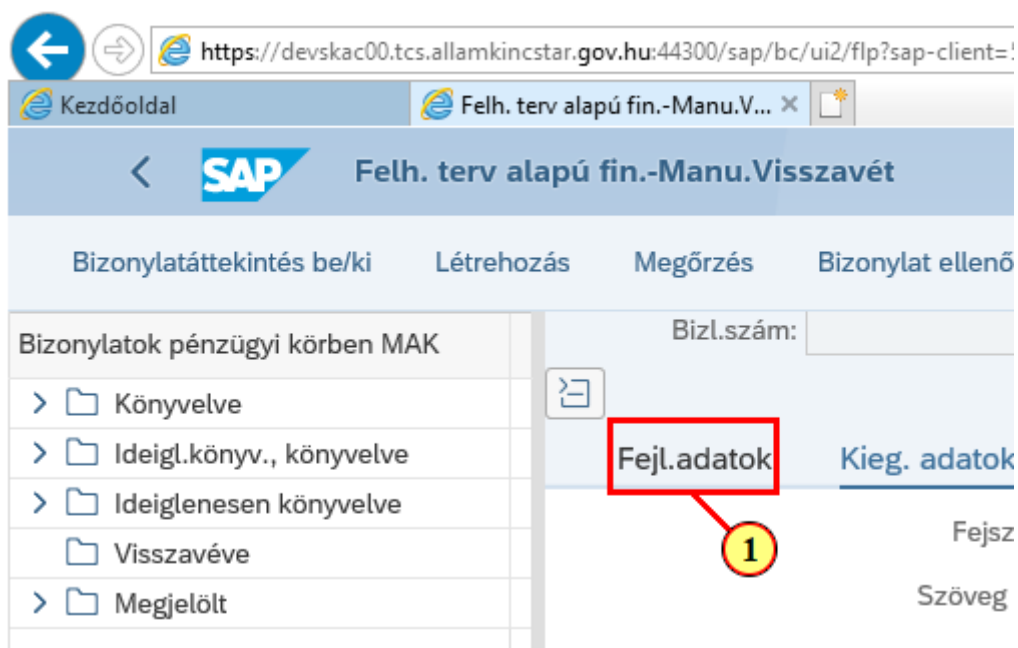 https://devskac00.tcs.allamkincstar.gov.hu:44300/sap/bc/ui2/flp?sap-client=
Kezdőoldal
Felh. terv alapú fin.-Manu.V...
SAP
Felh. terv alapú fin.-Manu.Visszavét
Bizonylatáttekintés be/ki Létrehozás Megőrzés Bizonylat ellenő
Bizonylatok pénzügyi körben MAK
Könyvelve
Ideigl.könyv., könyvelve
Ideiglenesen könyvelve
Visszavéve
Megjelölt
Bizl.szám:
Fejl.adatok Kieg. adatok
1
Fejsz
Szöveg